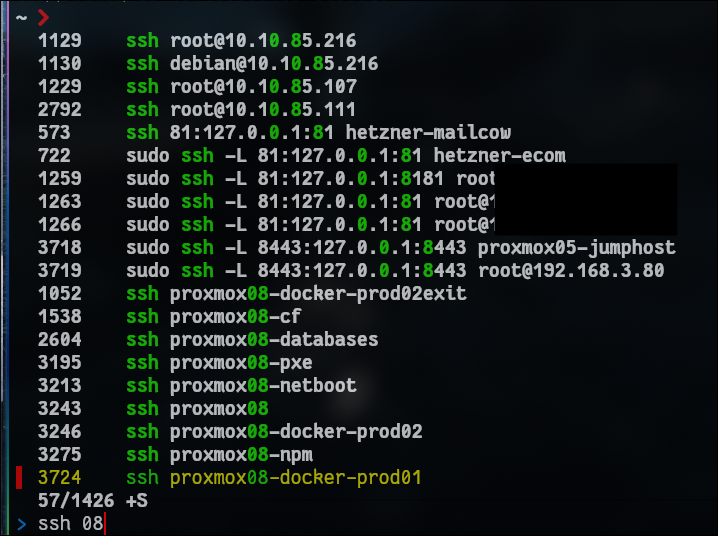 ~ ❯
1129 ssh root@10.10.85.216
1130 ssh debian@10.10.85.216
1229 ssh root@10.10.85.107
2792 ssh root@10.10.85.111
573 ssh 81:127.0.0.1:81 hetzner-mailcow
722 sudo ssh -L 81:127.0.0.1:81 hetzner-ecom
1259 sudo ssh -L 81:127.0.0.1:8181 root
1263 sudo ssh -L 81:127.0.0.1:81 root@1
1266 sudo ssh -L 81:127.0.0.1:81 root@1
3718 sudo ssh -L 8443:127.0.0.1:8443 proxmox05-jumphost
3719 sudo ssh -L 8443:127.0.0.1:8443 root@192.168.3.80
1052 ssh proxmox08-docker-prod02exit
1538 ssh proxmox08-cf
2604 ssh proxmox08-databases
3195 ssh proxmox08-pxe
3213 ssh proxmox08-netboot
3243 ssh proxmox08
3246 ssh proxmox08-docker-prod02
3275 ssh proxmox08-npm
3724 ssh proxmox08-docker-prod01
57/1426 +S
> ssh 08